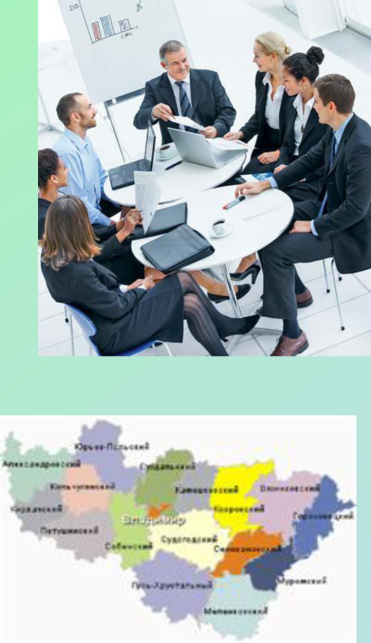 Юрьев-Польский
Александровский
Суздальский
Кольчугинский
Камешковский
Вязниковский
Киржачский
Ковровский
Гороховецкий
Владимир
Петушинский
Судогодский
Собинский
Селивановский
Гусь-Хрустальный
Муромский
Меленковский